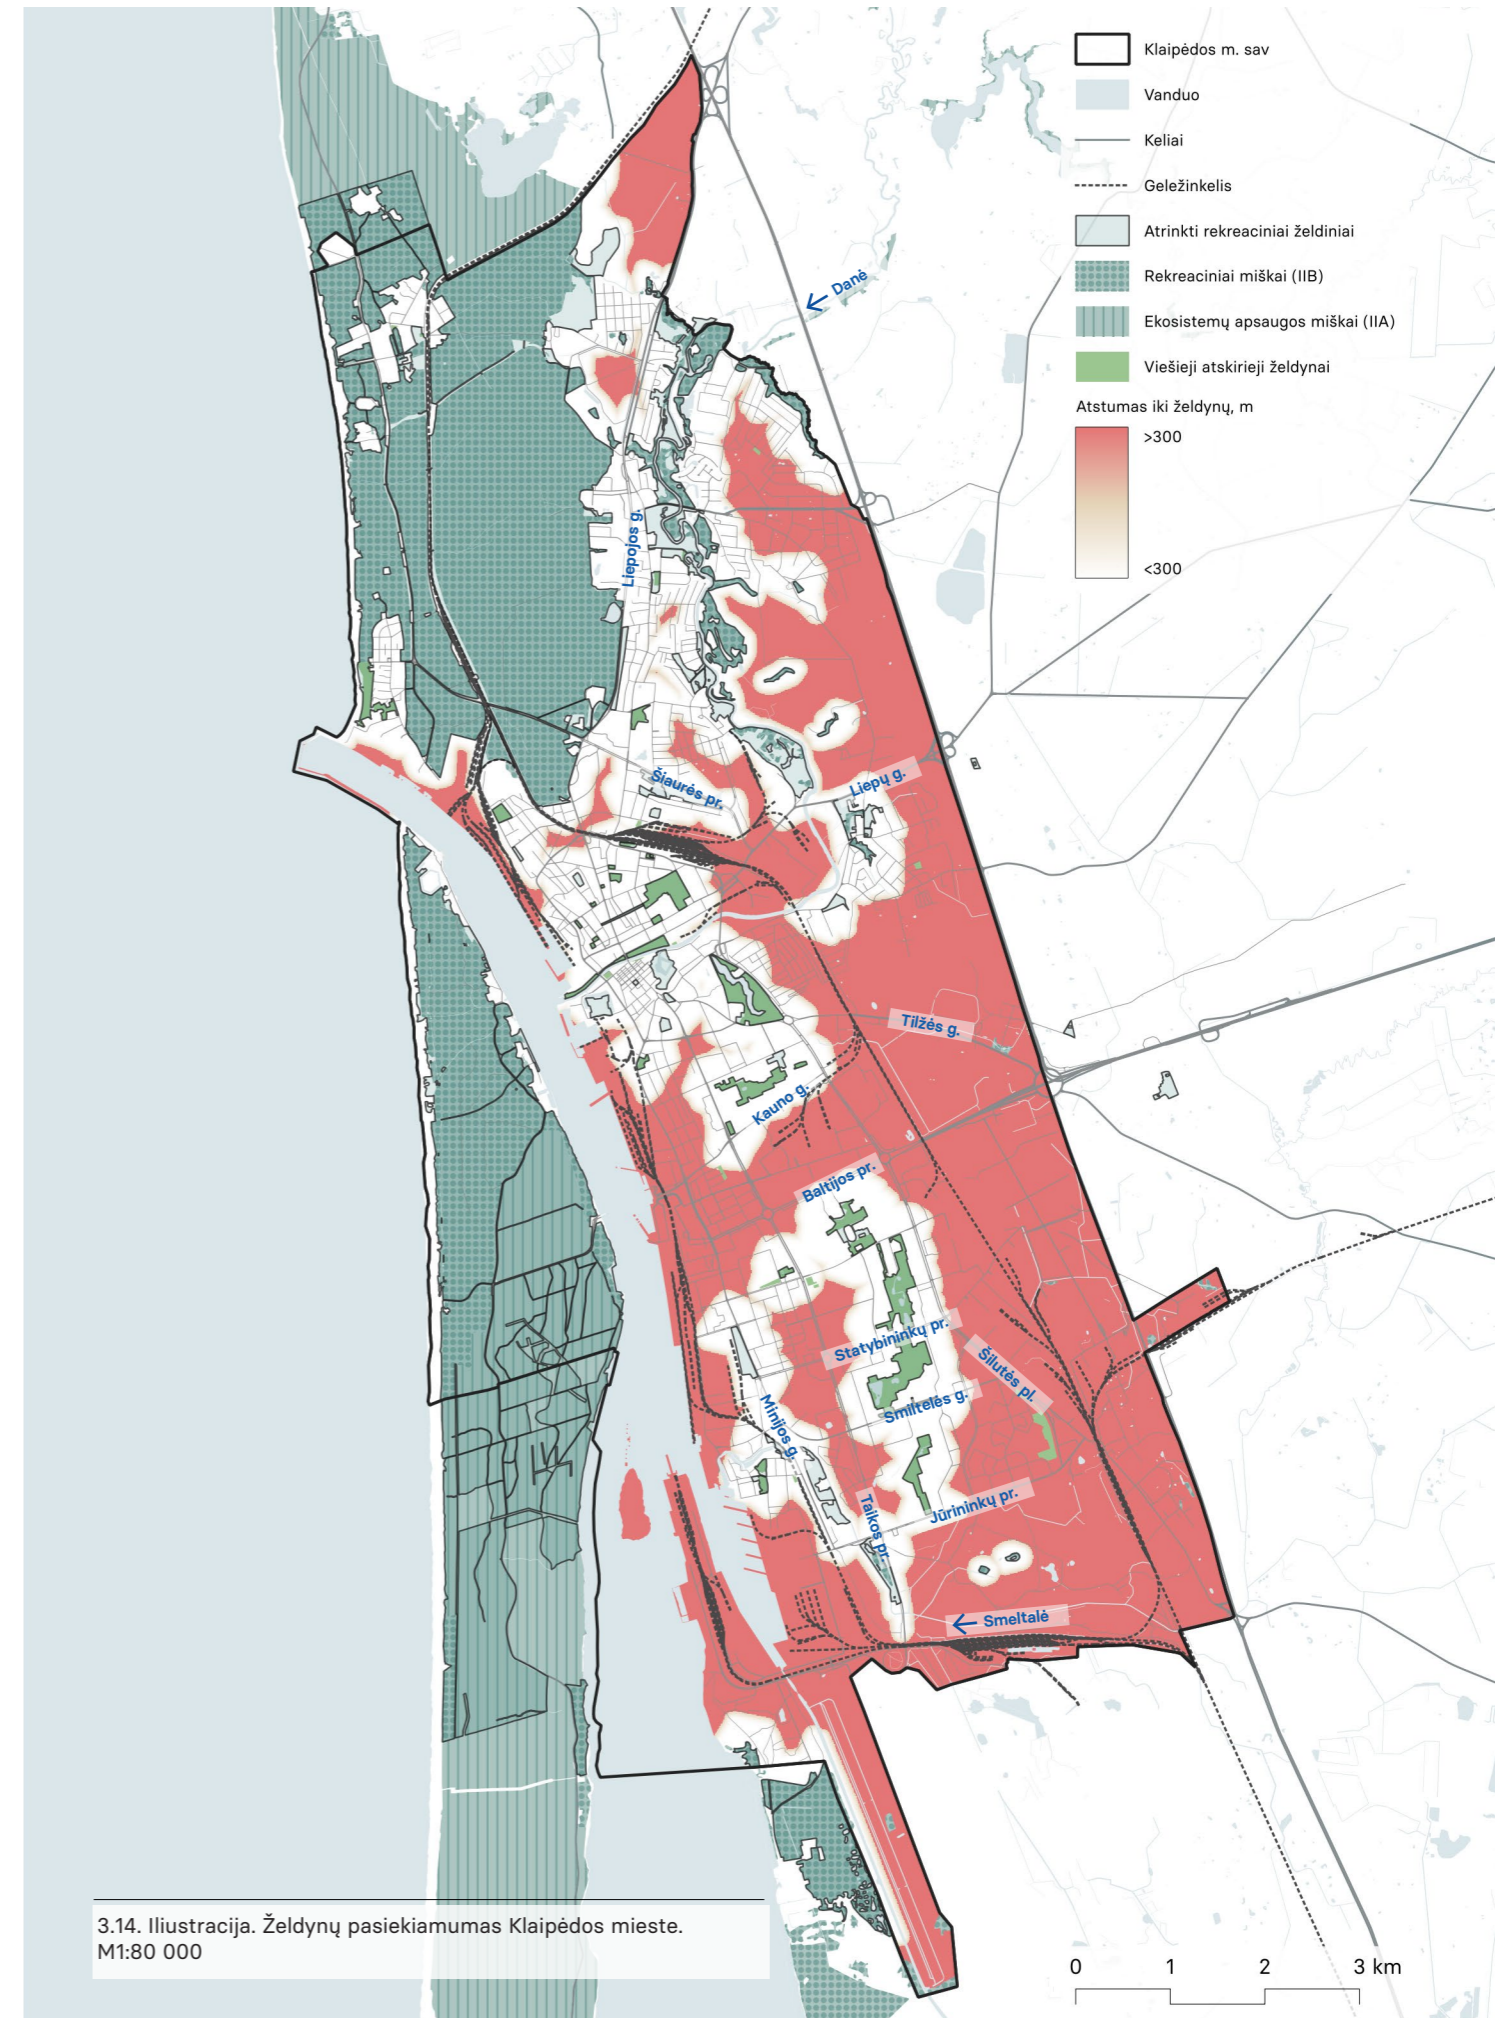 Klaipėdos m. sav
Vanduo
Keliai
Geležinkelis
Atrinkti rekreaciniai želdiniai
Rekreaciniai miškai (IIB)
Ekosistemų apsaugos miškai (IIA)
Viešieji atskirieji želdynai
Atstumas iki želdynų, m
>300
<300
Danė
Liepojos g.
Šiaurės pr.
Liepų g.
Tilžės g.
Kauno g.
Baltijos pr.
Statybininkų pr.
Šilutės pl.
Smiltelės g.
Minijos g.
Taikos pr.
Jūrininkų pr.
Smeltalė
3.14. Iliustracija. Želdynų pasiekiamumas Klaipėdos mieste.
M1:80 000
0 1 2 3 km